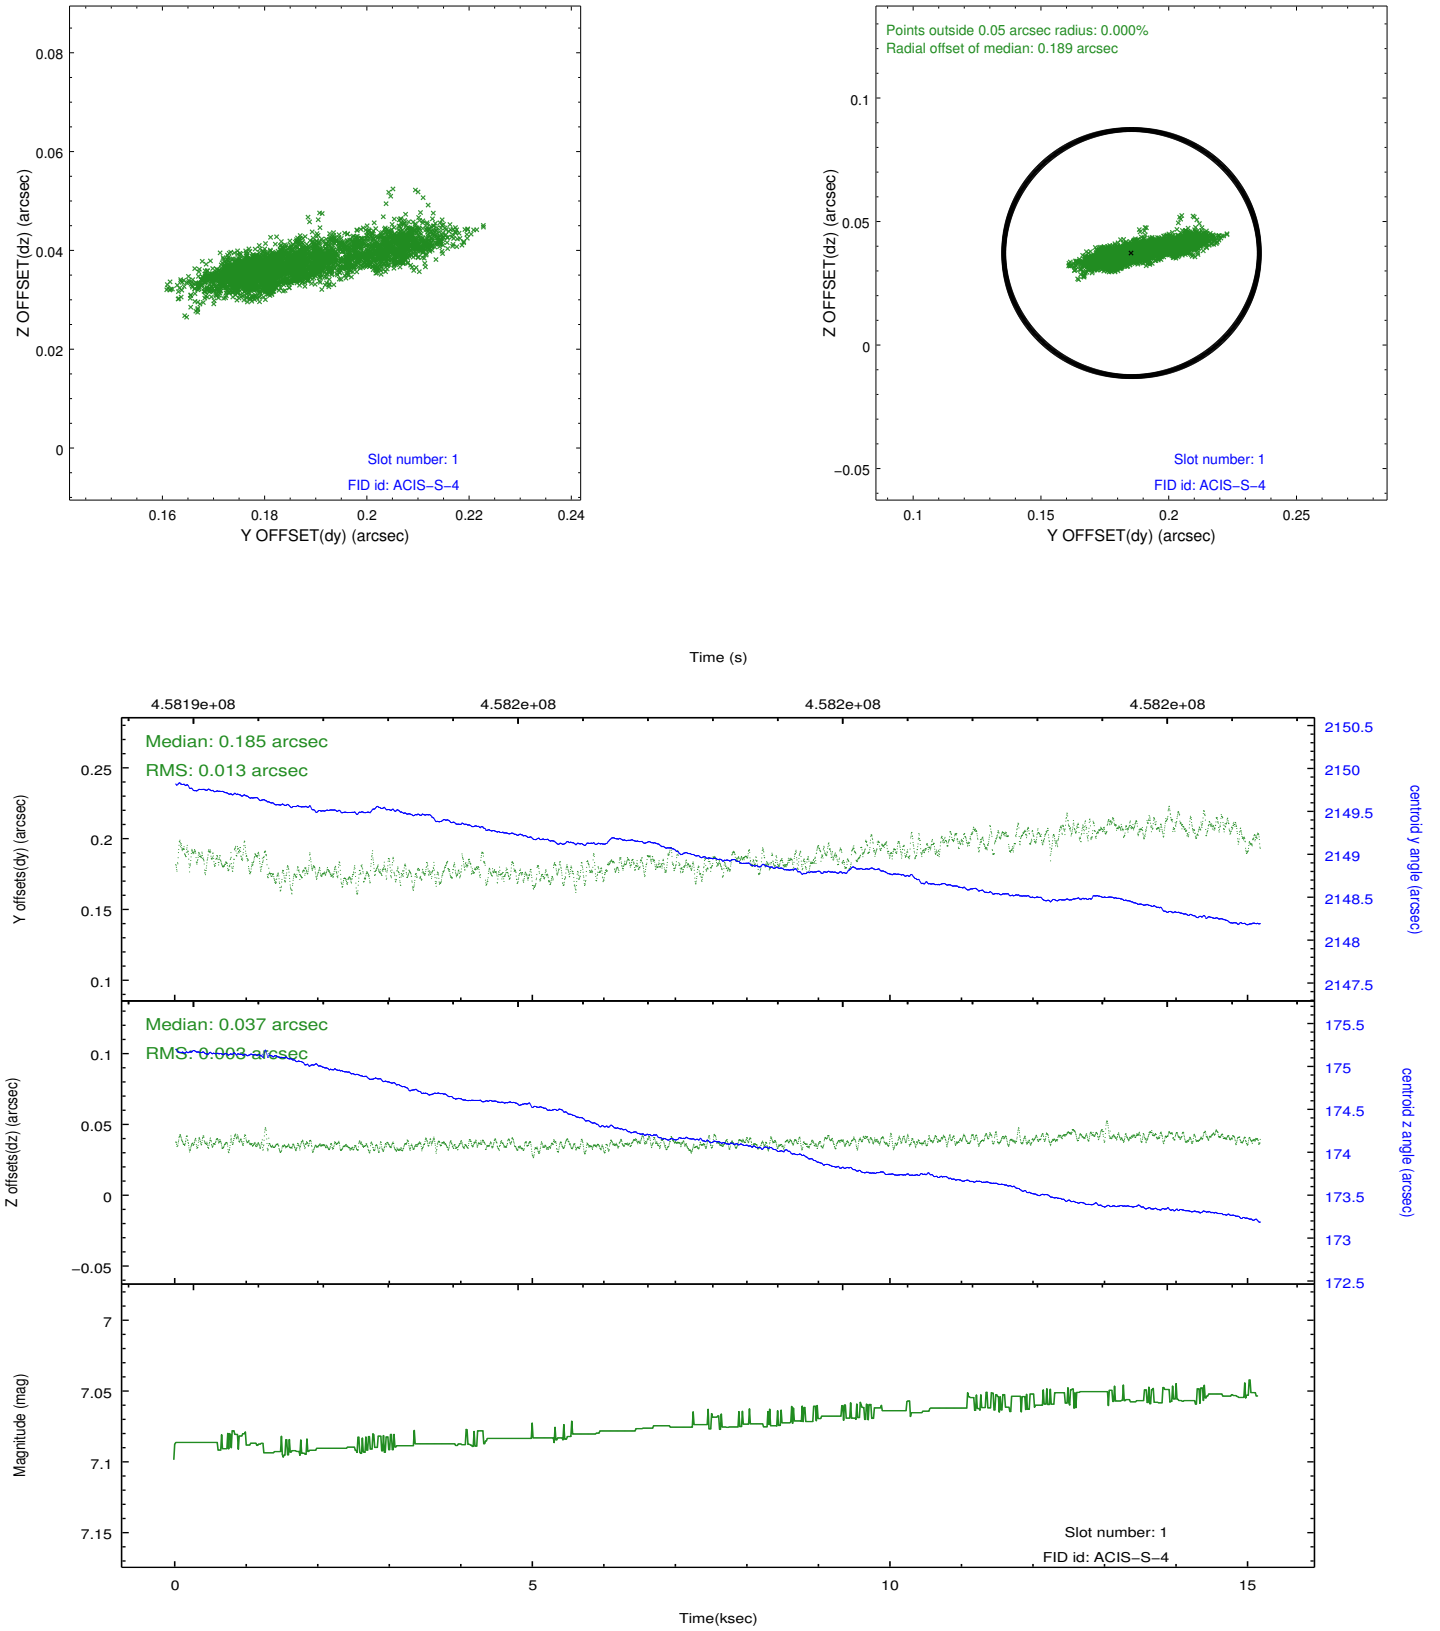 0.08
0.06
0.04
0.02
0
Z OFFSET(dz) (arcsec)
Slot number: 1
FID id: ACIS−S−4
0.16 0.18 0.2 0.22 0.24
Y OFFSET(dy) (arcsec)
Points outside 0.05 arcsec radius: 0.000%
Radial offset of median: 0.189 arcsec
0.1
0.05
0
−0.05
Z OFFSET(dz) (arcsec)
Slot number: 1
FID id: ACIS−S−4
0.1 0.15 0.2 0.25
Y OFFSET(dy) (arcsec)
Time (s)
4.5819e+08 4.582e+08 4.582e+08 4.582e+08
Median: 0.185 arcsec
RMS: 0.013 arcsec
0.25
0.2
0.15
0.1
Y offsets(dy) (arcsec)
2150.5
2150
2149.5
2149
2148.5
2148
2147.5
centroid y angle (arcsec)
Median: 0.037 arcsec
RMS: 0.003 arcsec
0.1
0.05
0
−0.05
Z offsets(dz) (arcsec)
175.5
175
174.5
174
173.5
173
172.5
centroid z angle (arcsec)
7
7.05
7.1
7.15
Magnitude (mag)
Slot number: 1
FID id: ACIS−S−4
0 5 10 15
Time(ksec)